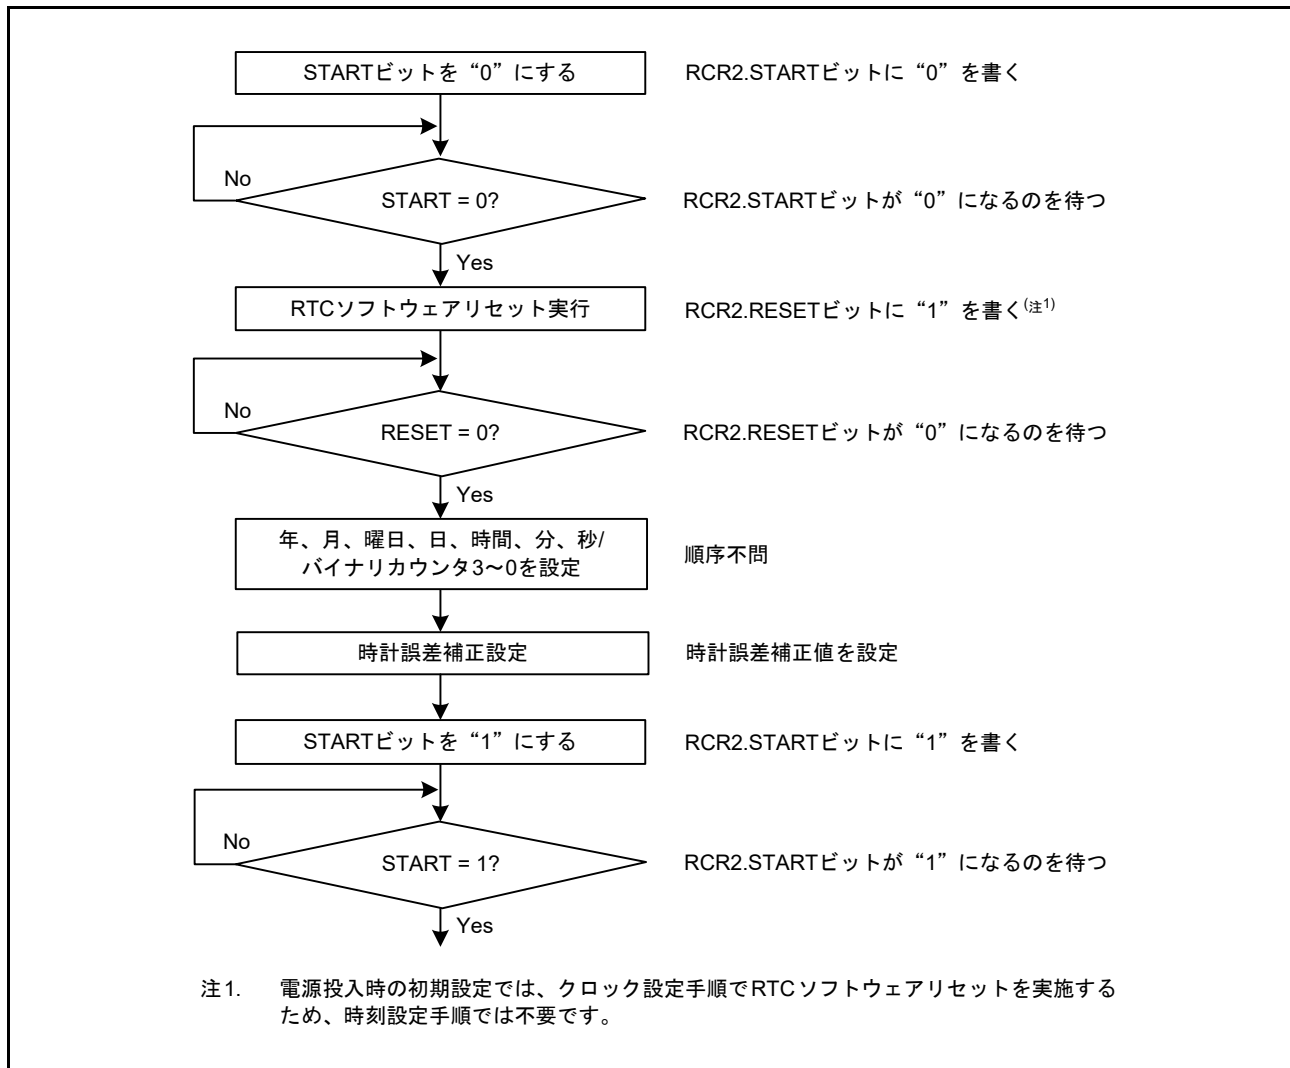 STARTビットを“0”にする
RCR2.STARTビットに“0”を書く
No
START = 0?
RCR2.STARTビットが“0”になるのを待つ
Yes
RTCソフトウェアリセット実行
RCR2.RESETビットに“1”を書く(注1)
No
RESET = 0?
RCR2.RESETビットが“0”になるのを待つ
Yes
年、月、曜日、日、時間、分、秒/
バイナリカウンタ3～0を設定
順序不問
時計誤差補正設定
時計誤差補正値を設定
STARTビットを“1”にする
RCR2.STARTビットに“1”を書く
No
START = 1?
RCR2.STARTビットが“1”になるのを待つ
Yes
注1. 電源投入時の初期設定では、クロック設定手順でRTCソフトウェアリセットを実施する
ため、時刻設定手順では不要です。